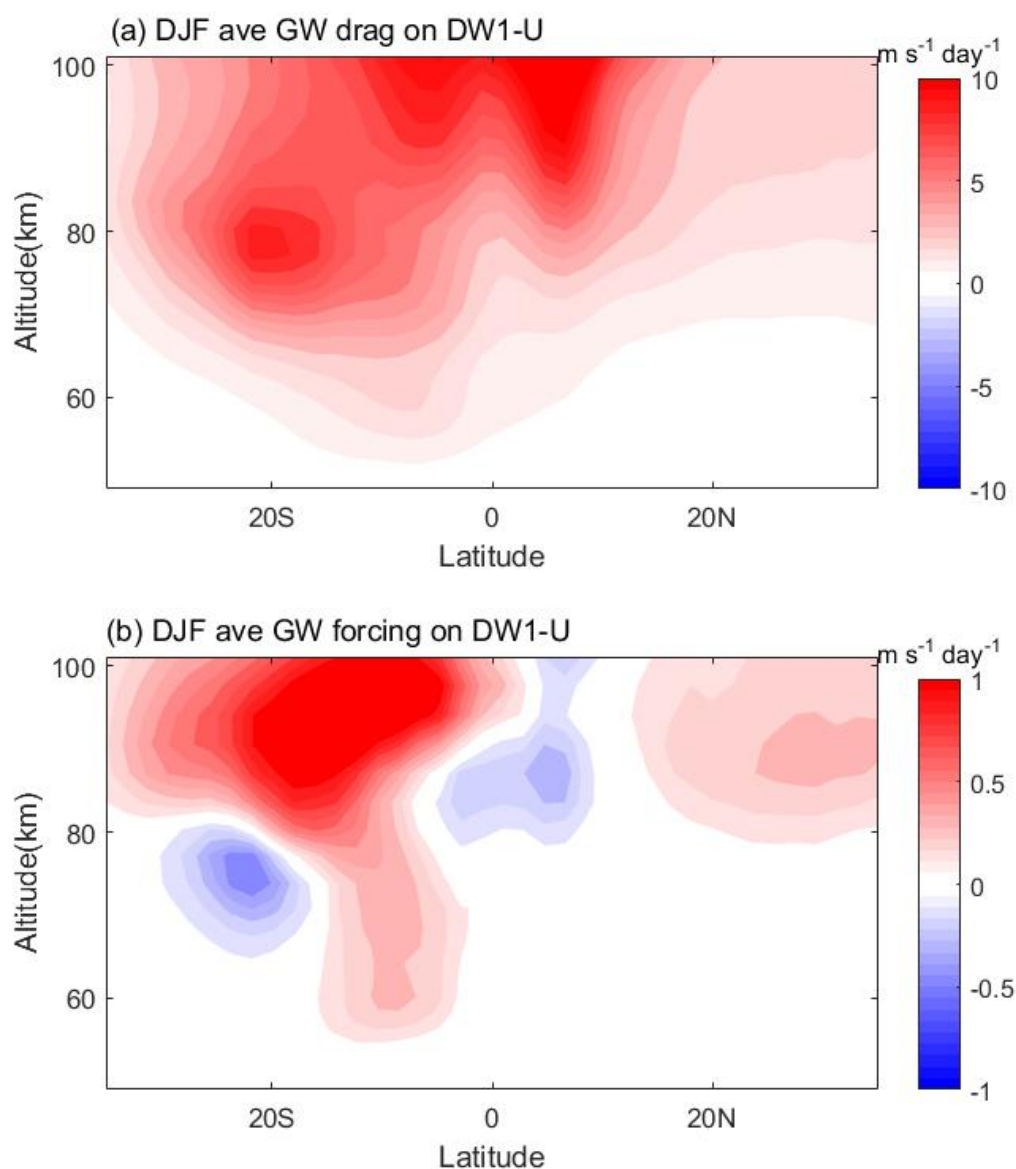 (a) DJF ave GW drag on DW1-U
m s-1 day-1
100
80
60
Altitude(km)
20S 0 20N
Latitude
10
5
0
-5
-10
(b) DJF ave GW forcing on DW1-U
m s-1 day-1
100
80
60
Altitude(km)
20S 0 20N
Latitude
1
0.5
0
-0.5
-1